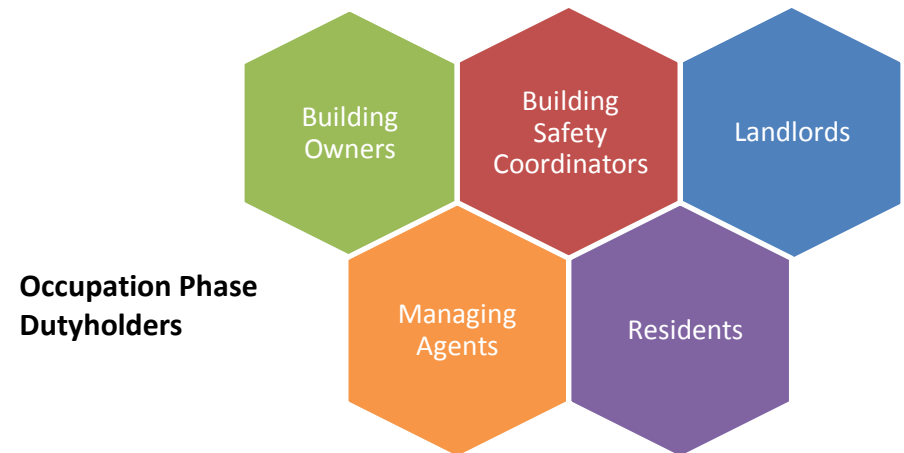 Building
Owners
Building
Safety
Coordinators
Landlords
Occupation Phase
Dutyholders
Managing
Agents
Residents